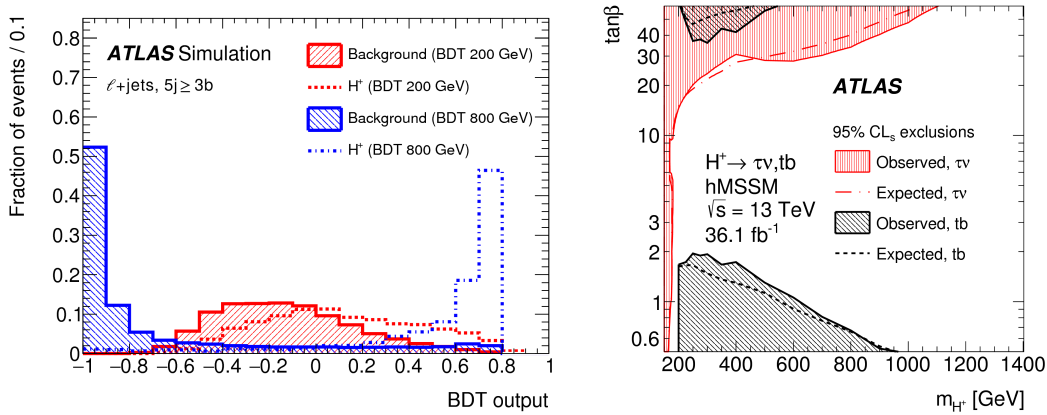 ATLAS Simulation
ℓ+jets, 5j≥3b
Background (BDT 200 GeV)
H⁺ (BDT 200 GeV)
Background (BDT 800 GeV)
H⁺ (BDT 800 GeV)
Fraction of events / 0.1
0.8
0.7
0.6
0.5
0.4
0.3
0.2
0.1
0
−1 −0.8 −0.6 −0.4 −0.2 0 0.2 0.4 0.6 0.8 1
BDT output
tanβ
40
30
20
10
3
2
1
0.6
ATLAS
95% CLₛ exclusions
Observed, τν
Expected, τν
Observed, tb
Expected, tb
H⁺→ τν,tb
hMSSM
√s = 13 TeV
36.1 fb⁻¹
200 400 600 800 1000 1200 1400
m_H⁺ [GeV]